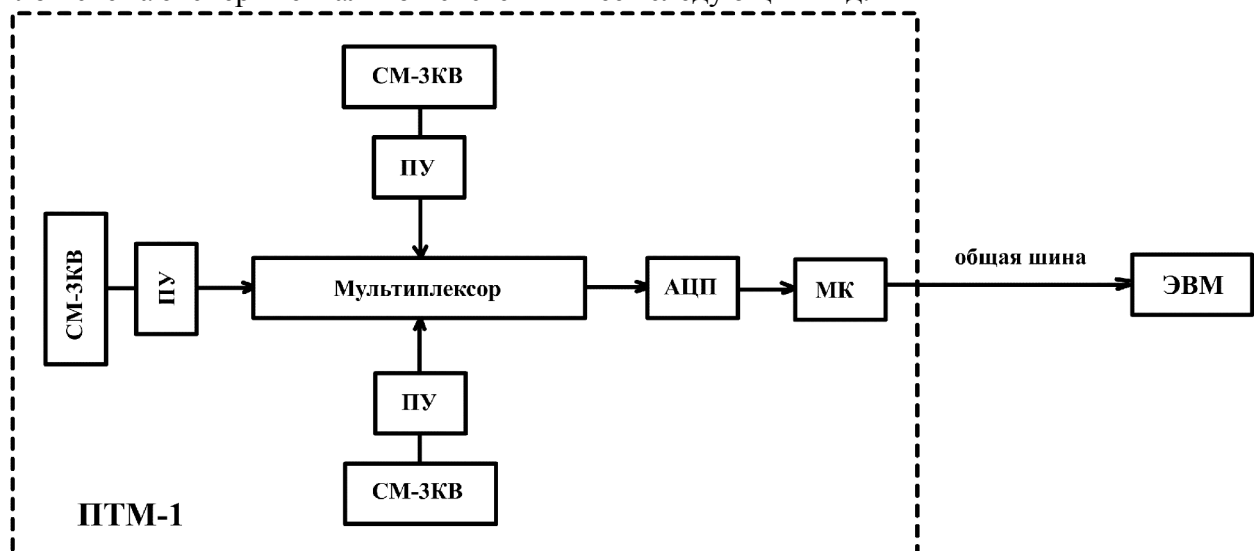 СМ-3КВ
ПУ
СМ-3КВ
ПУ
Мультиплексор
АЦП
МК
общая шина
ЭВМ
ПУ
СМ-3КВ
ПТМ-1